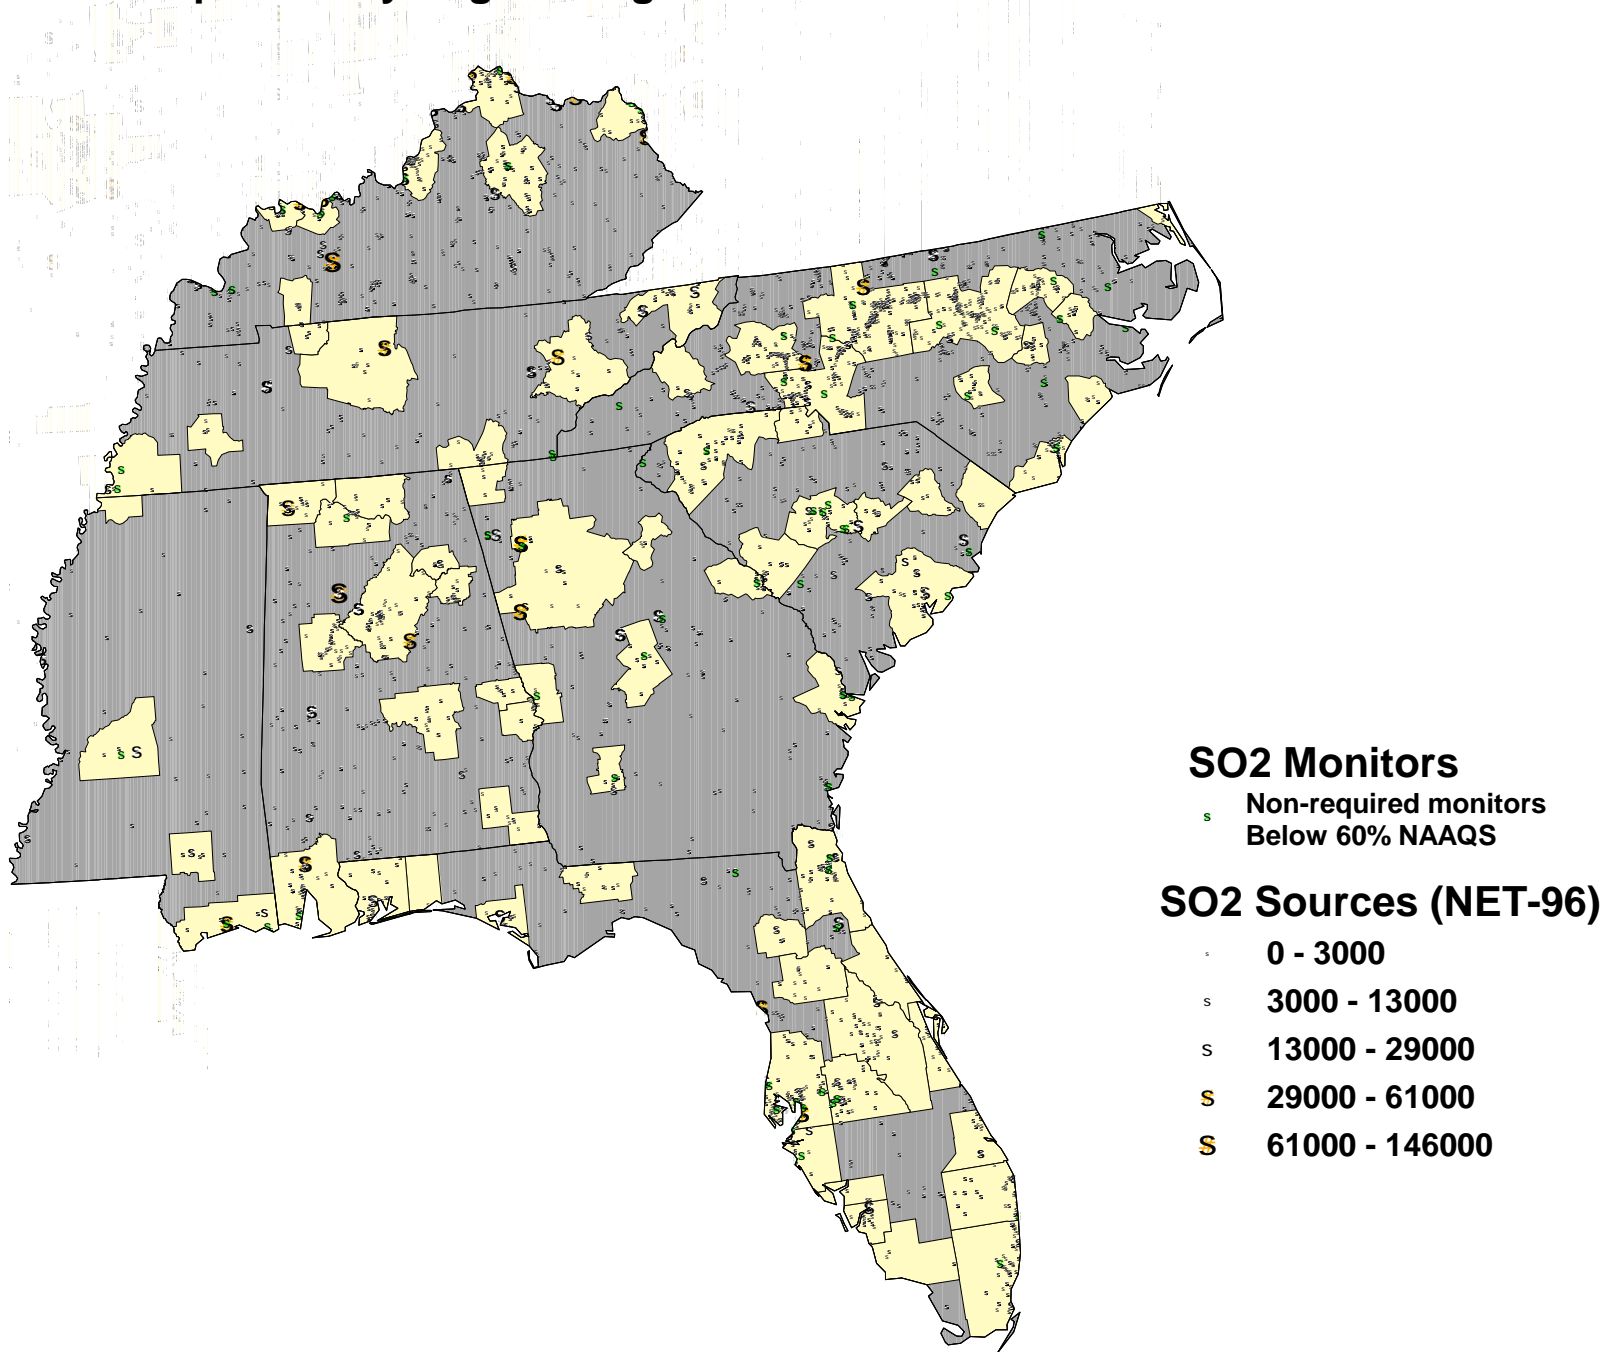 SO2 Monitors
Non-required monitors
Below 60% NAAQS
SO2 Sources (NET-96)
0 - 3000
3000 - 13000
13000 - 29000
29000 - 61000
61000 - 146000